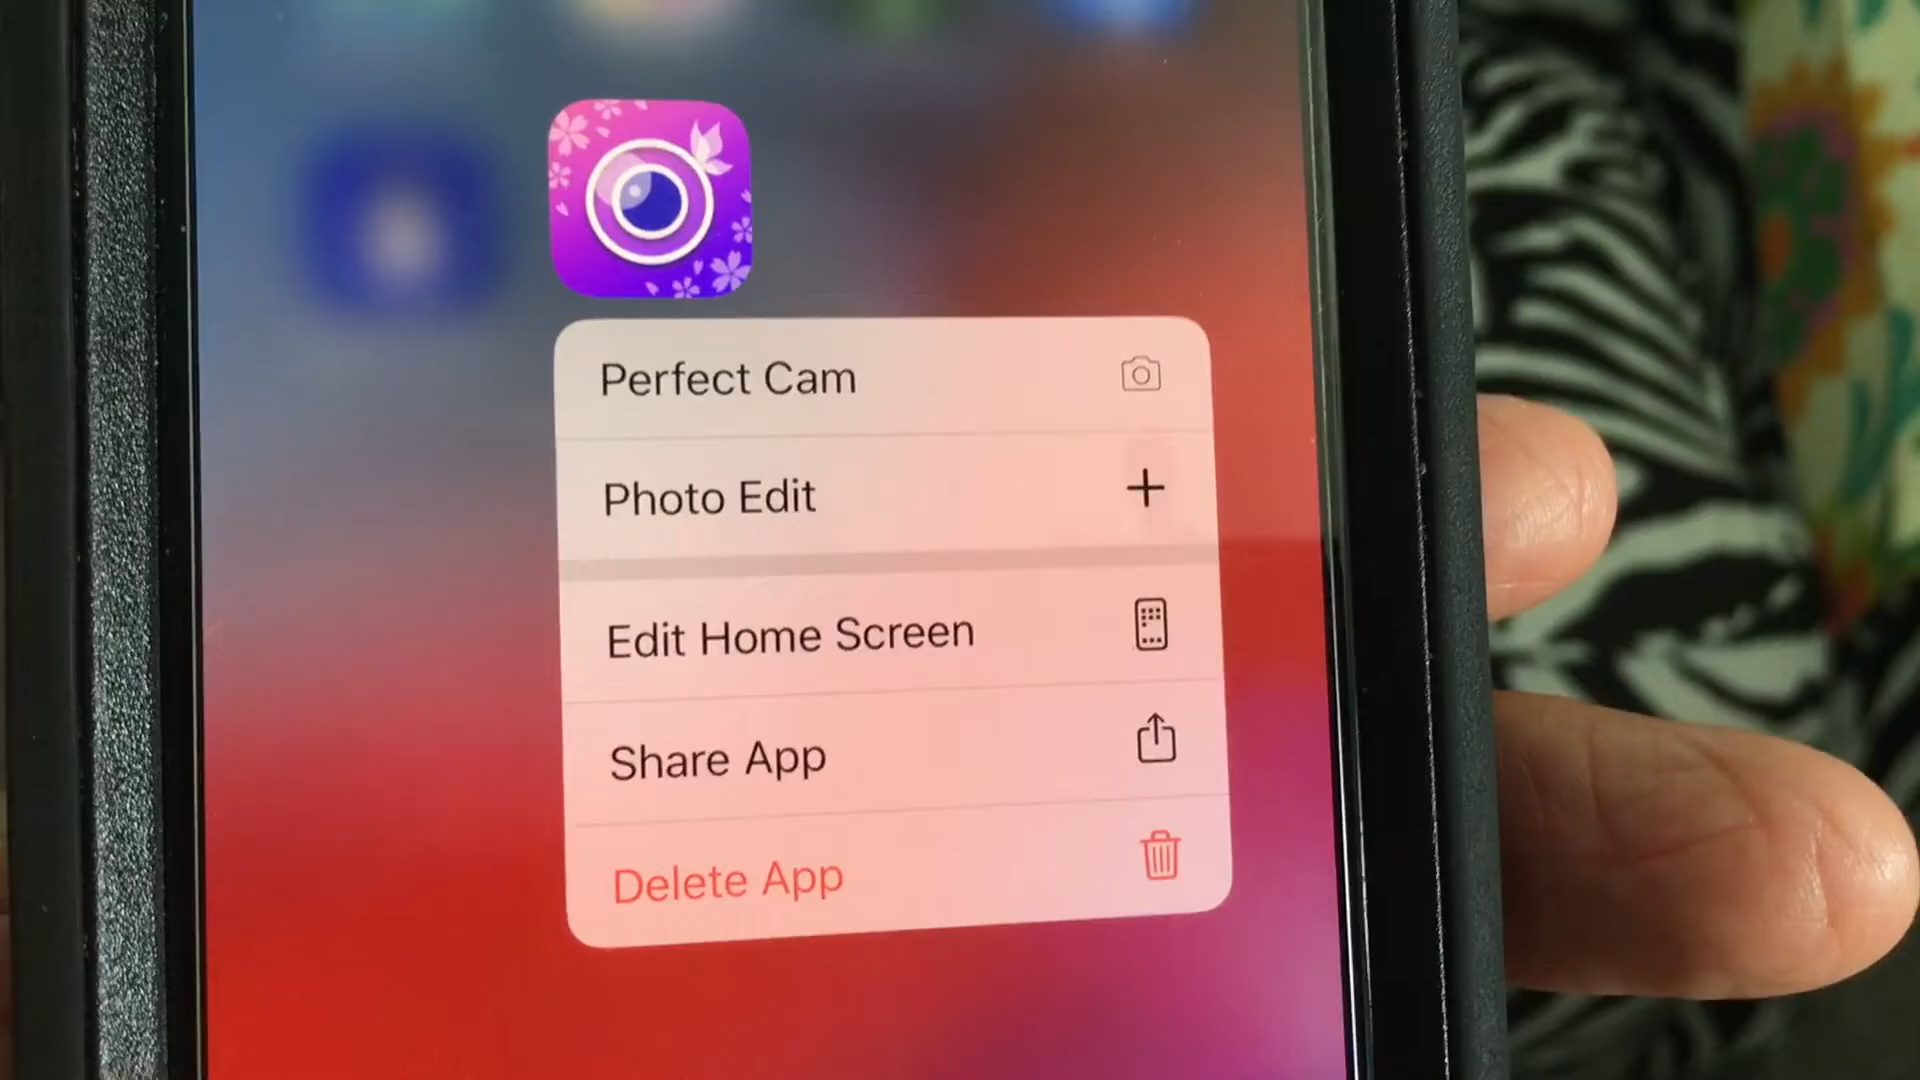 Perfect Cam
Photo Edit
Edit Home Screen
Share App
Delete App